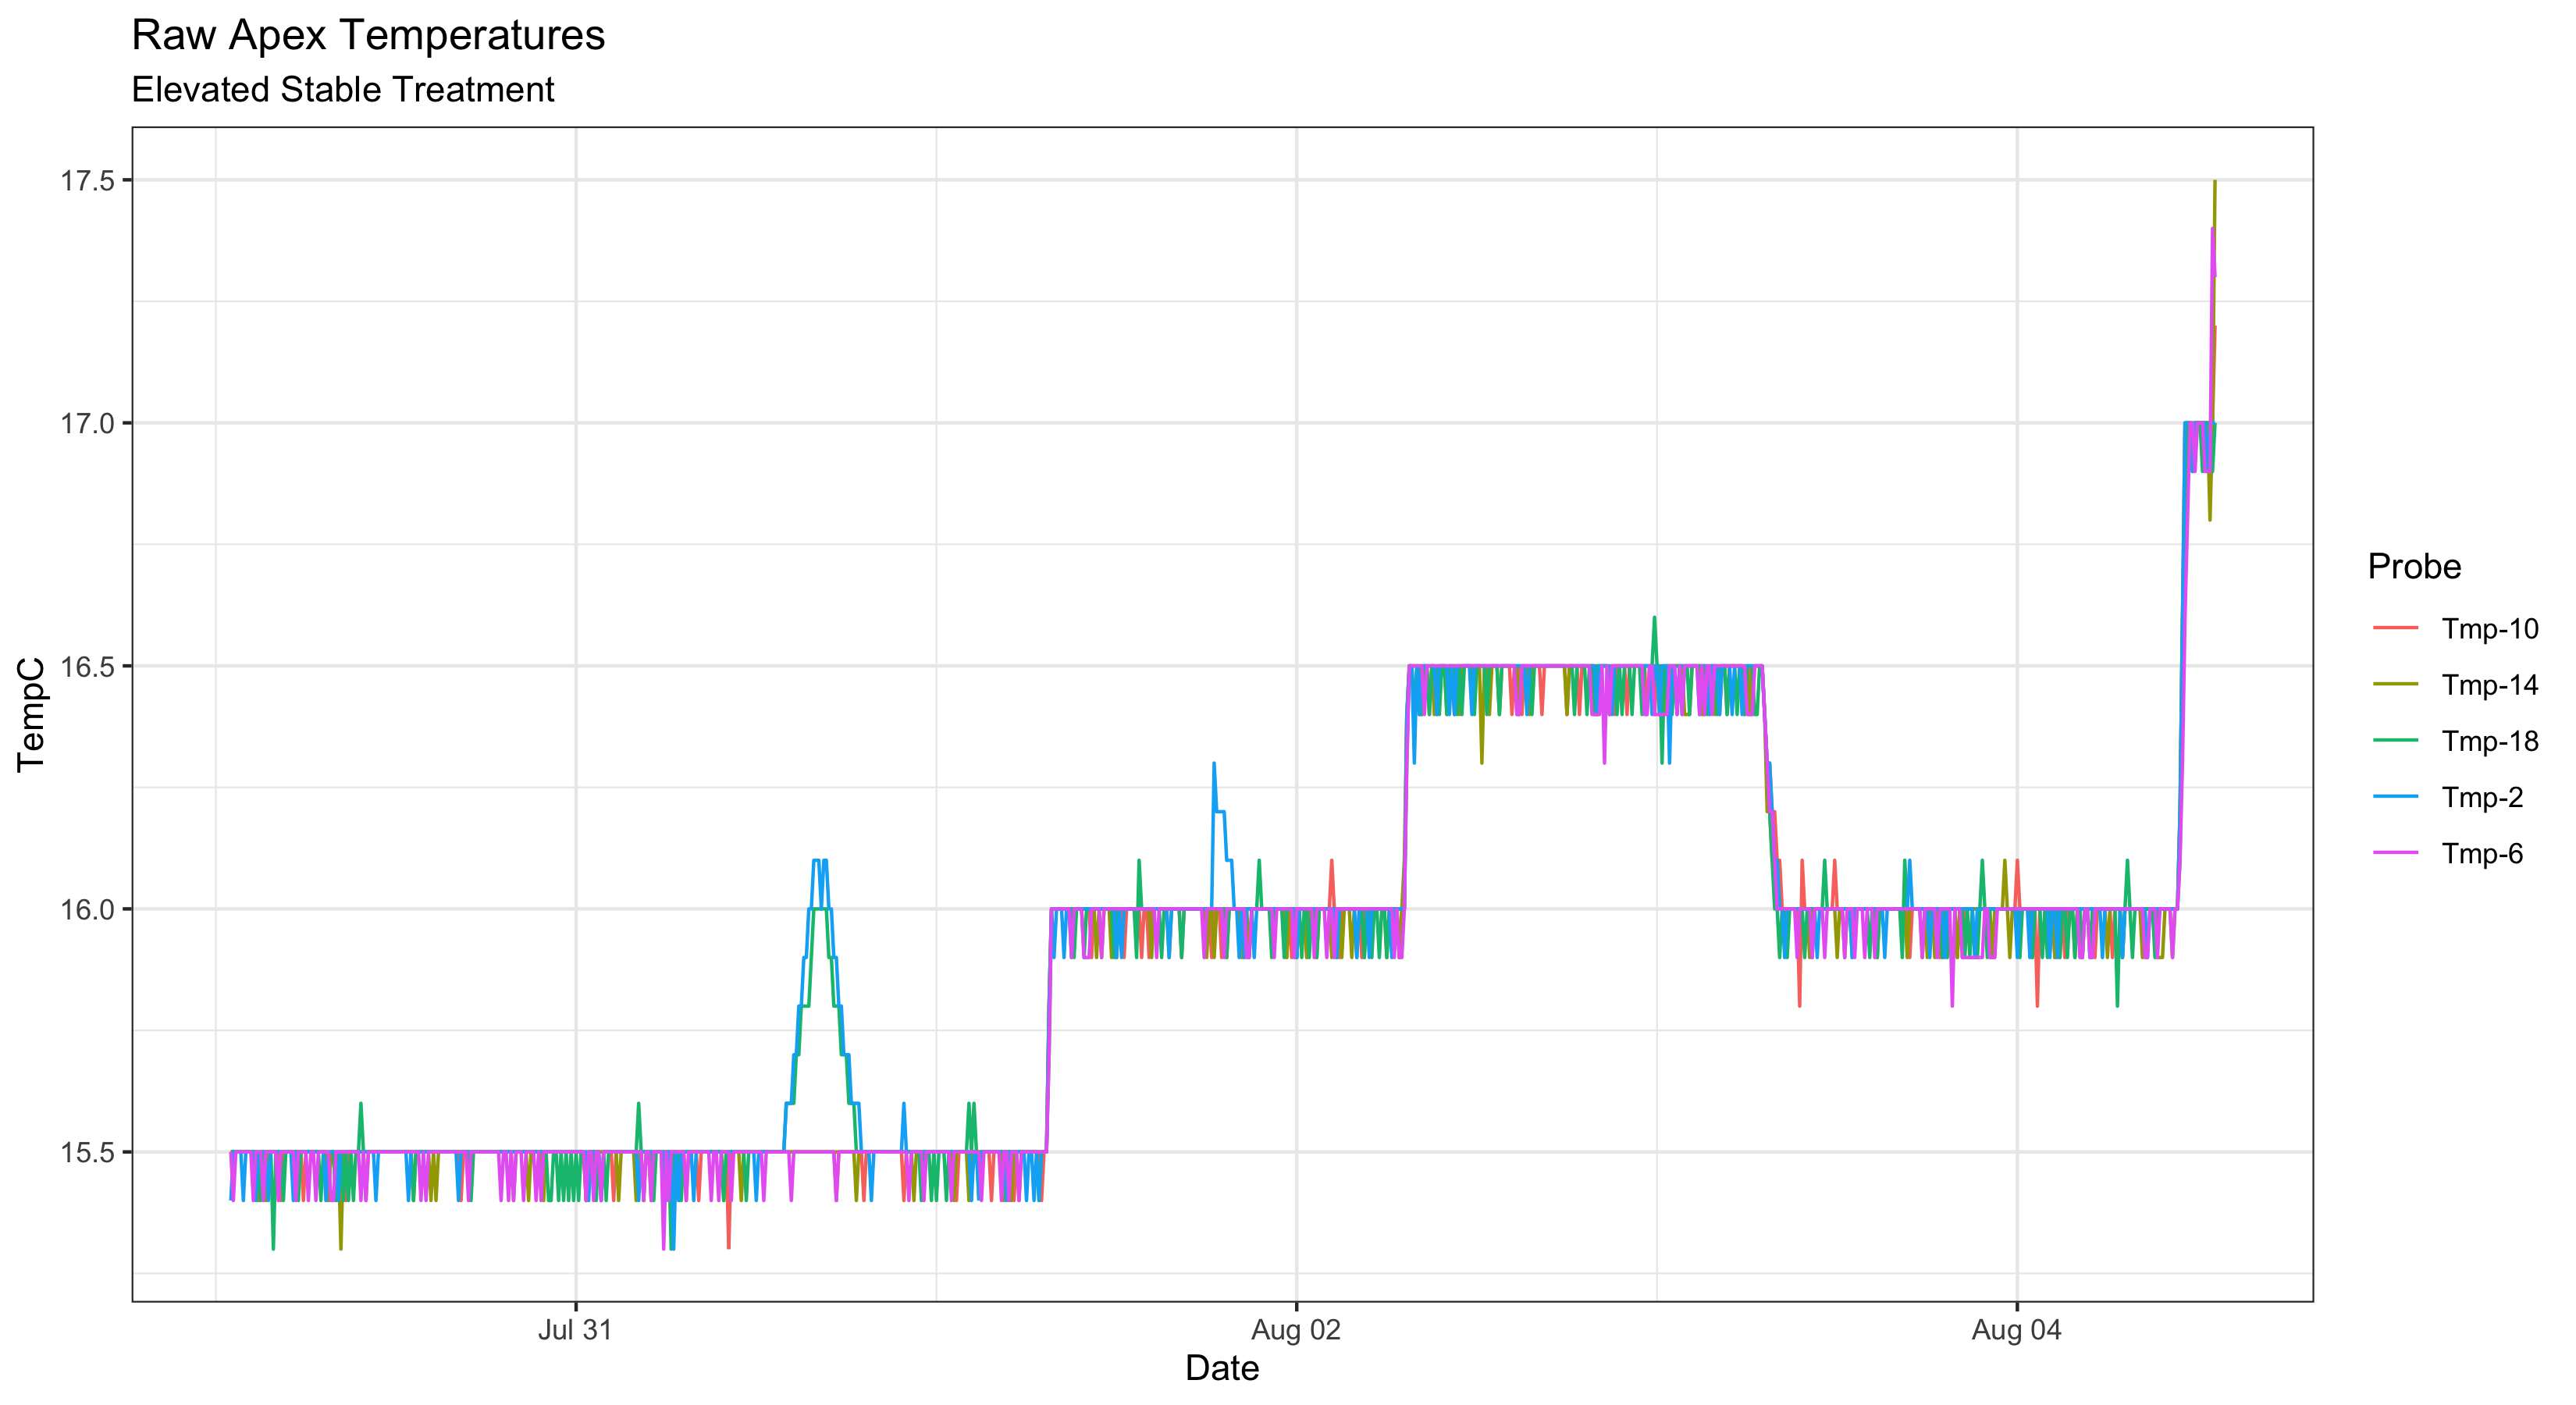 Raw Apex Temperatures
Elevated Stable Treatment
17.5
17.0
16.5
16.0
15.5
TempC
Jul 31
Aug 02
Aug 04
Date
Probe
Tmp-10
Tmp-14
Tmp-18
Tmp-2
Tmp-6